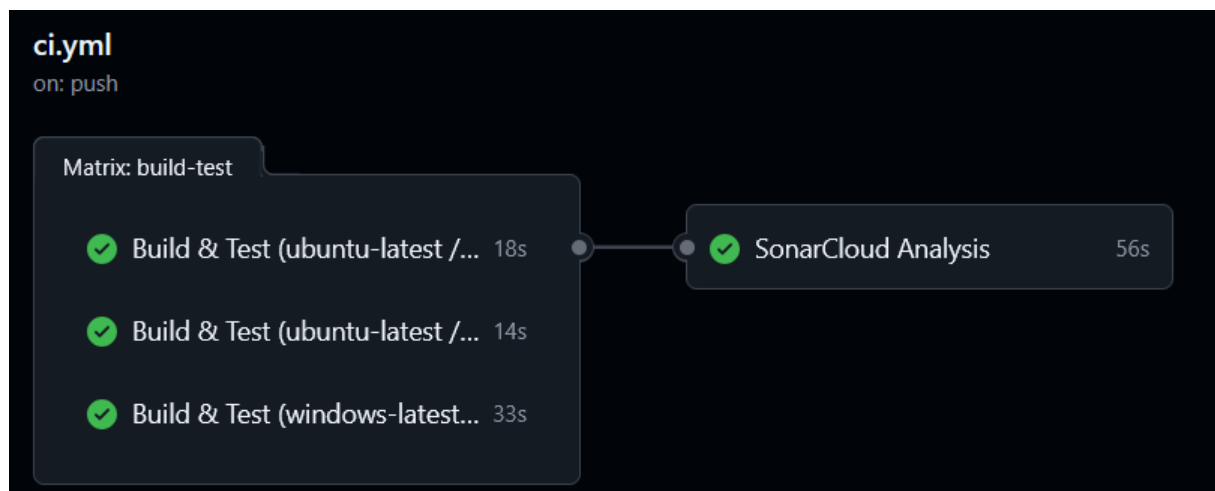 ci.yml
on: push
Matrix: build-test
Build & Test (ubuntu-latest /... 18s
SonarCloud Analysis 56s
Build & Test (ubuntu-latest /... 14s
Build & Test (windows-latest... 33s